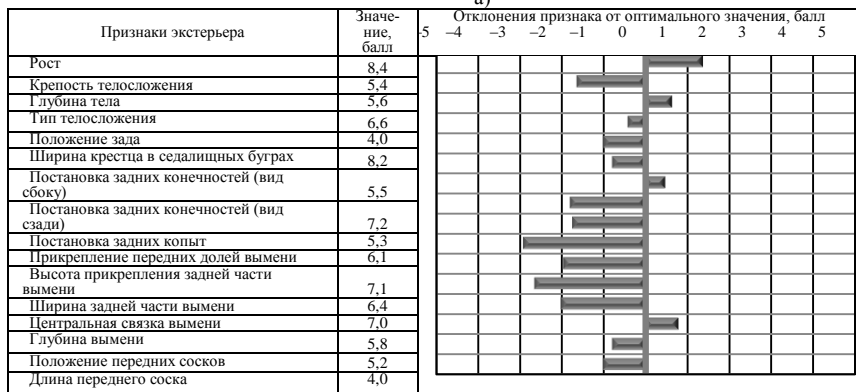 а)
Признаки экстерьера
Значе-
ние,
балл
Отклонения признака от оптимального значения, балл
-5 –4 –3 –2 –1 0 1 2 3 4 5
Рост 8,4
Крепость телосложения 5,4
Глубина тела 5,6
Тип телосложения 6,6
Положение зада 4,0
Ширина крестца в седалищных буграх 8,2
Постановка задних конечностей (вид
сбоку) 5,5
Постановка задних конечностей (вид
сзади) 7,2
Постановка задних копыт 5,3
Прикрепление передних долей вымени 6,1
Высота прикрепления задней части
вымени 7,1
Ширина задней части вымени 6,4
Центральная связка вымени 7,0
Глубина вымени 5,8
Положение передних сосков 5,2
Длина переднего соска 4,0